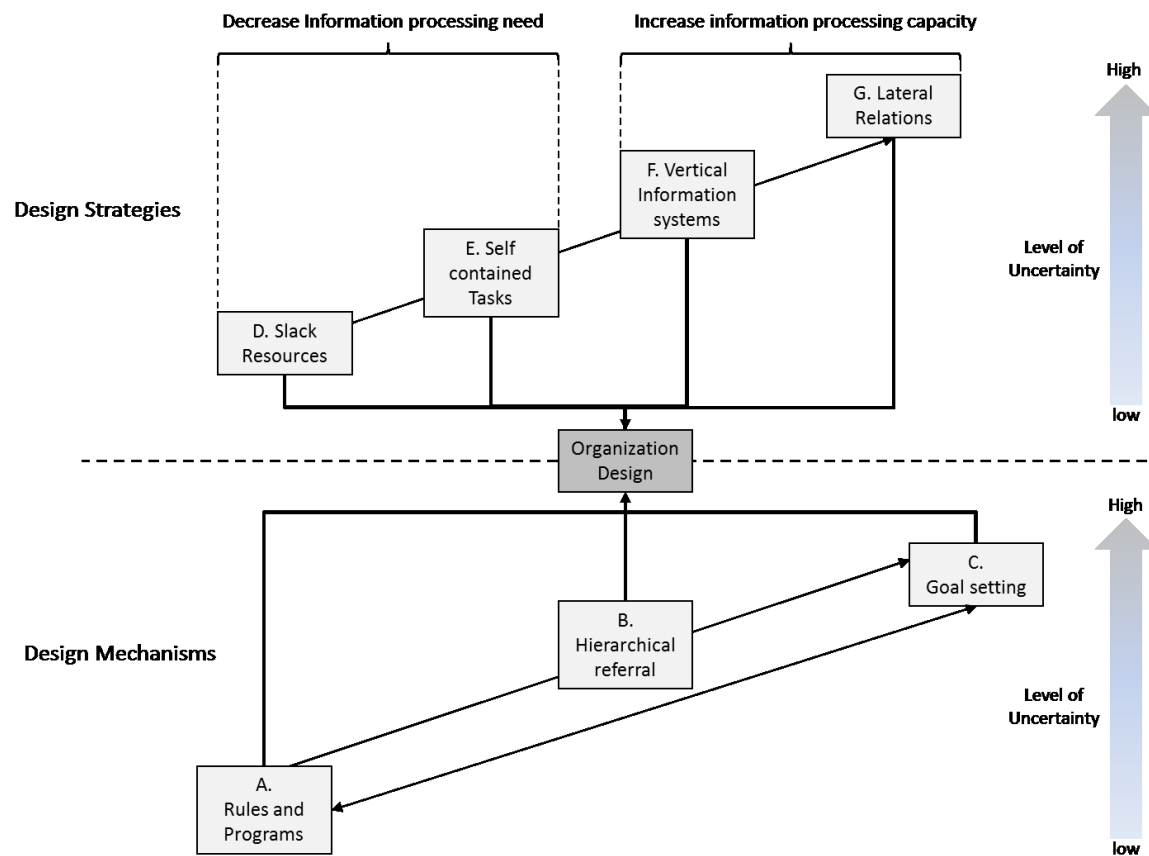 Decrease Information processing need
Increase information processing capacity
High
G. Lateral
Relations
F. Vertical
Information
systems
Design Strategies
E. Self
contained
Tasks
Level of
Uncertainty
D. Slack
Resources
low
Organization
Design
High
C.
Goal setting
B.
Hierarchical
referral
Design Mechanisms
Level of
Uncertainty
A.
Rules and
Programs
low